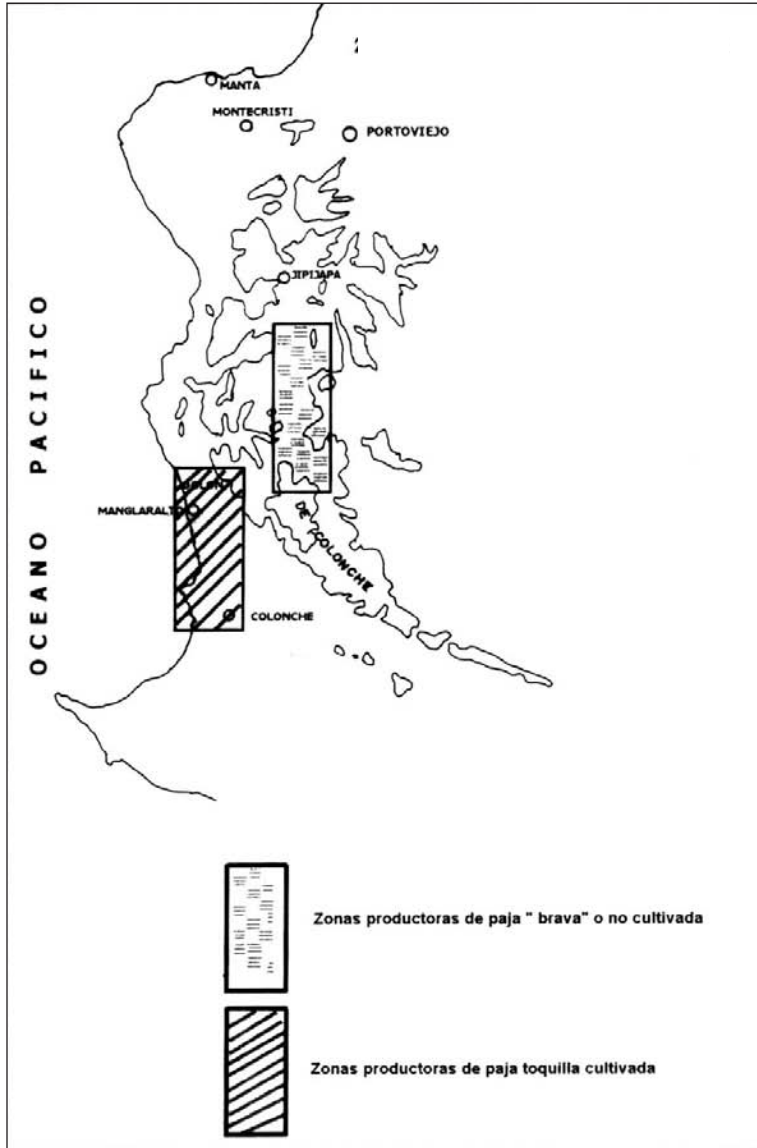 MANTA
MONTECRISTI
PORTOVIEJO
JIPIJAPA
OCEANO PACIFICO
MANGLARALTO
DE COLONCHE
COLONCHE
Zonas productoras de paja " brava" o no cultivada
Zonas productoras de paja toquilla cultivada